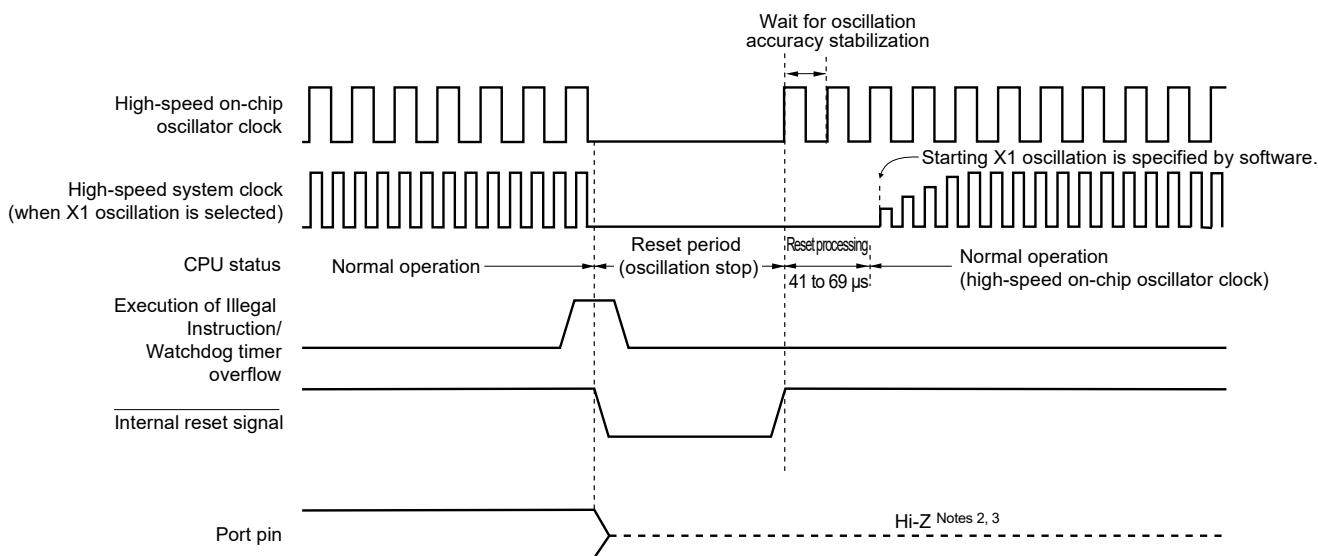 Wait for oscillation
accuracy stabilization
High-speed on-chip
oscillator clock
Starting X1 oscillation is specified by software.
High-speed system clock
(when X1 oscillation is selected)
CPU status
Normal operation
Reset period
(oscillation stop)
Reset processing
41 to 69 µs
Normal operation
(high-speed on-chip oscillator clock)
Execution of Illegal
Instruction/
Watchdog timer
overflow
Internal reset signal
Port pin
Hi-Z Notes 2, 3